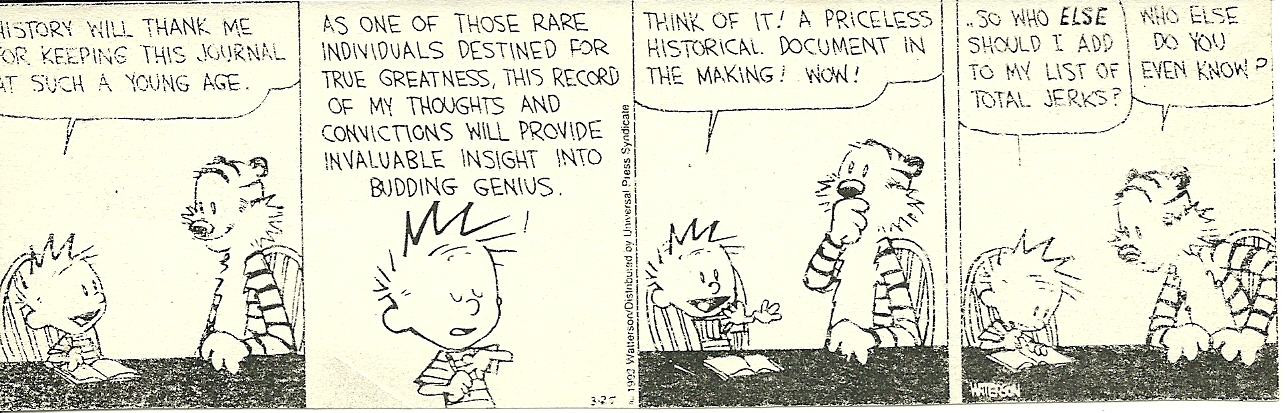 HISTORY WILL THANK ME
FOR KEEPING THIS JOURNAL
AT SUCH A YOUNG AGE.
AS ONE OF THOSE RARE
INDIVIDUALS DESTINED FOR
TRUE GREATNESS, THIS RECORD
OF MY THOUGHTS AND
CONVICTIONS WILL PROVIDE
INVALUABLE INSIGHT INTO
BUDDING GENIUS.
3-25
1992 Watterson/Distributed by Universal Press Syndicate
THINK OF IT! A PRICELESS
HISTORICAL DOCUMENT IN
THE MAKING! WOW!
..SO WHO ELSE
SHOULD I ADD
TO MY LIST OF
TOTAL JERKS?
WHO ELSE
DO YOU
EVEN KNOW?
WATTERSON